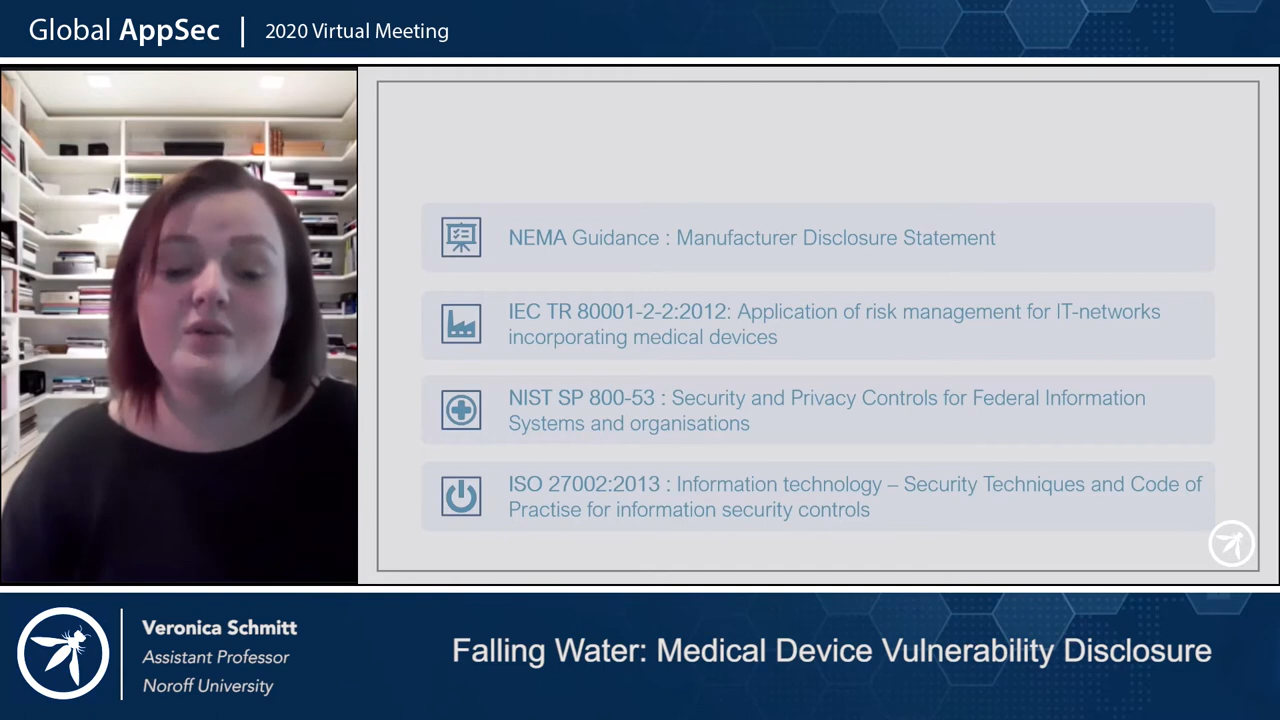 Global AppSec | 2020 Virtual Meeting
NEMA Guidance : Manufacturer Disclosure Statement
IEC TR 80001-2-2:2012: Application of risk management for IT-networks
incorporating medical devices
NIST SP 800-53 : Security and Privacy Controls for Federal Information
Systems and organisations
ISO 27002:2013 : Information technology – Security Techniques and Code of
Practise for information security controls
Veronica Schmitt
Assistant Professor
Noroff University
Falling Water: Medical Device Vulnerability Disclosure